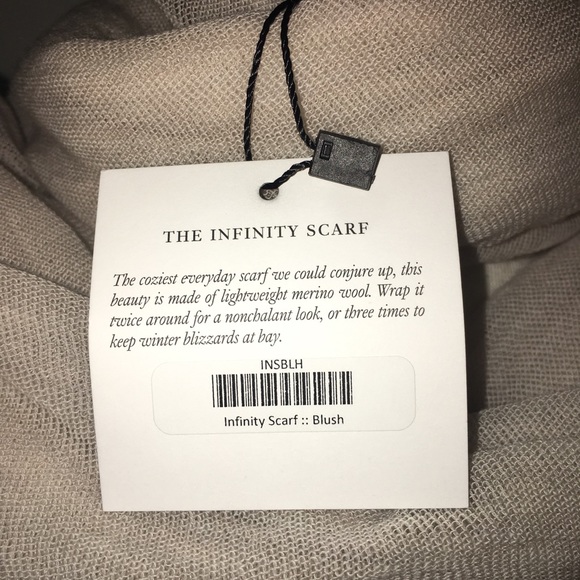 THE INFINITY SCARF
The coziest everyday scarf we could conjure up, this
beauty is made of lightweight merino wool. Wrap it
twice around for a nonchalant look, or three times to
keep winter blizzards at bay.
INSBLH
Infinity Scarf :: Blush